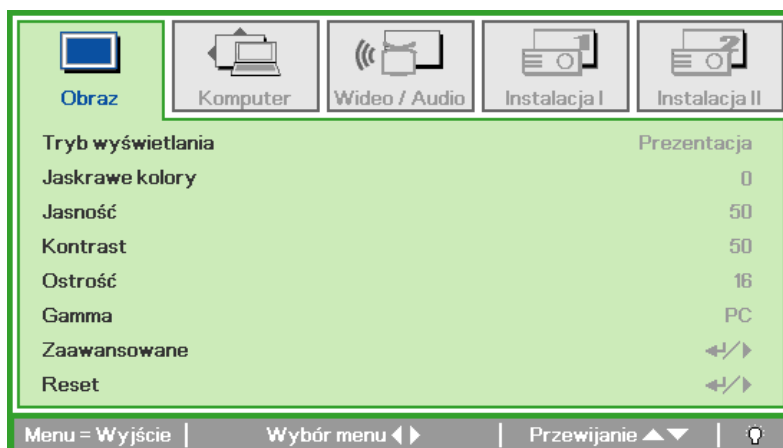 Obraz Komputer Wideo / Audio Instalacja I Instalacja II
Tryb wyświetlania Prezentacja
Jaskrawe kolory 0
Jasność 50
Kontrast 50
Ostrość 16
Gamma PC
Zaawansowane
Reset
Menu = Wyjście | Wybór menu | Przewijanie |